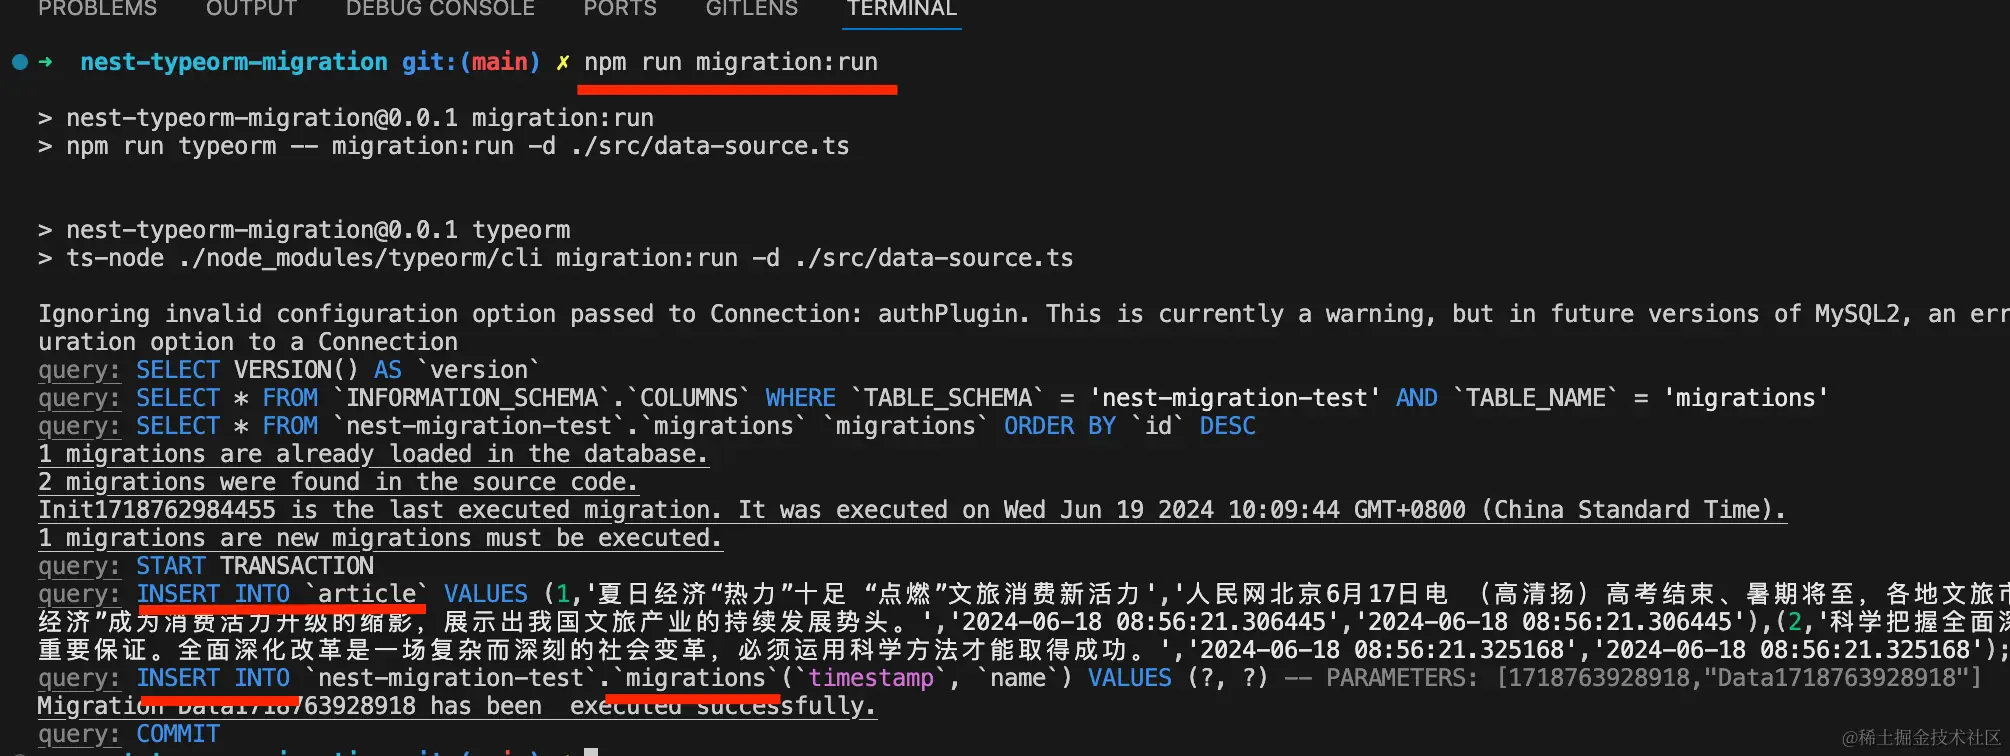 PROBLEMS OUTPUT DEBUG CONSOLE PORTS GITLENS TERMINAL
➜ nest-typeorm-migration git:(main) ✗ npm run migration:run
> nest-typeorm-migration@0.0.1 migration:run
> npm run typeorm -- migration:run -d ./src/data-source.ts
> nest-typeorm-migration@0.0.1 typeorm
> ts-node ./node_modules/typeorm/cli migration:run -d ./src/data-source.ts
Ignoring invalid configuration option passed to Connection: authPlugin. This is currently a warning, but in future versions of MySQL2, an err
uration option to a Connection
query: SELECT VERSION() AS `version`
query: SELECT * FROM `INFORMATION_SCHEMA`.`COLUMNS` WHERE `TABLE_SCHEMA` = 'nest-migration-test' AND `TABLE_NAME` = 'migrations'
query: SELECT * FROM `nest-migration-test`.`migrations` `migrations` ORDER BY `id` DESC
1 migrations are already loaded in the database.
2 migrations were found in the source code.
Init1718762984455 is the last executed migration. It was executed on Wed Jun 19 2024 10:09:44 GMT+0800 (China Standard Time).
1 migrations are new migrations must be executed.
query: START TRANSACTION
query: INSERT INTO `article` VALUES (1,'夏日经济“热力”十足 “点燃”文旅消费新活力','人民网北京6月17日电 （高清扬）高考结束、暑期将至，各地文旅市
经济”成为消费活力升级的缩影，展示出我国文旅产业的持续发展势头。','2024-06-18 08:56:21.306445','2024-06-18 08:56:21.306445'),(2,'科学把握全面深
重要保证。全面深化改革是一场复杂而深刻的社会变革，必须运用科学方法才能取得成功。','2024-06-18 08:56:21.325168','2024-06-18 08:56:21.325168');
query: INSERT INTO `nest-migration-test`.`migrations`(`timestamp`, `name`) VALUES (?, ?) -- PARAMETERS: [1718763928918,"Data1718763928918"]
Migration Data1718763928918 has been  executed successfully.
query: COMMIT
@稀土掘金技术社区